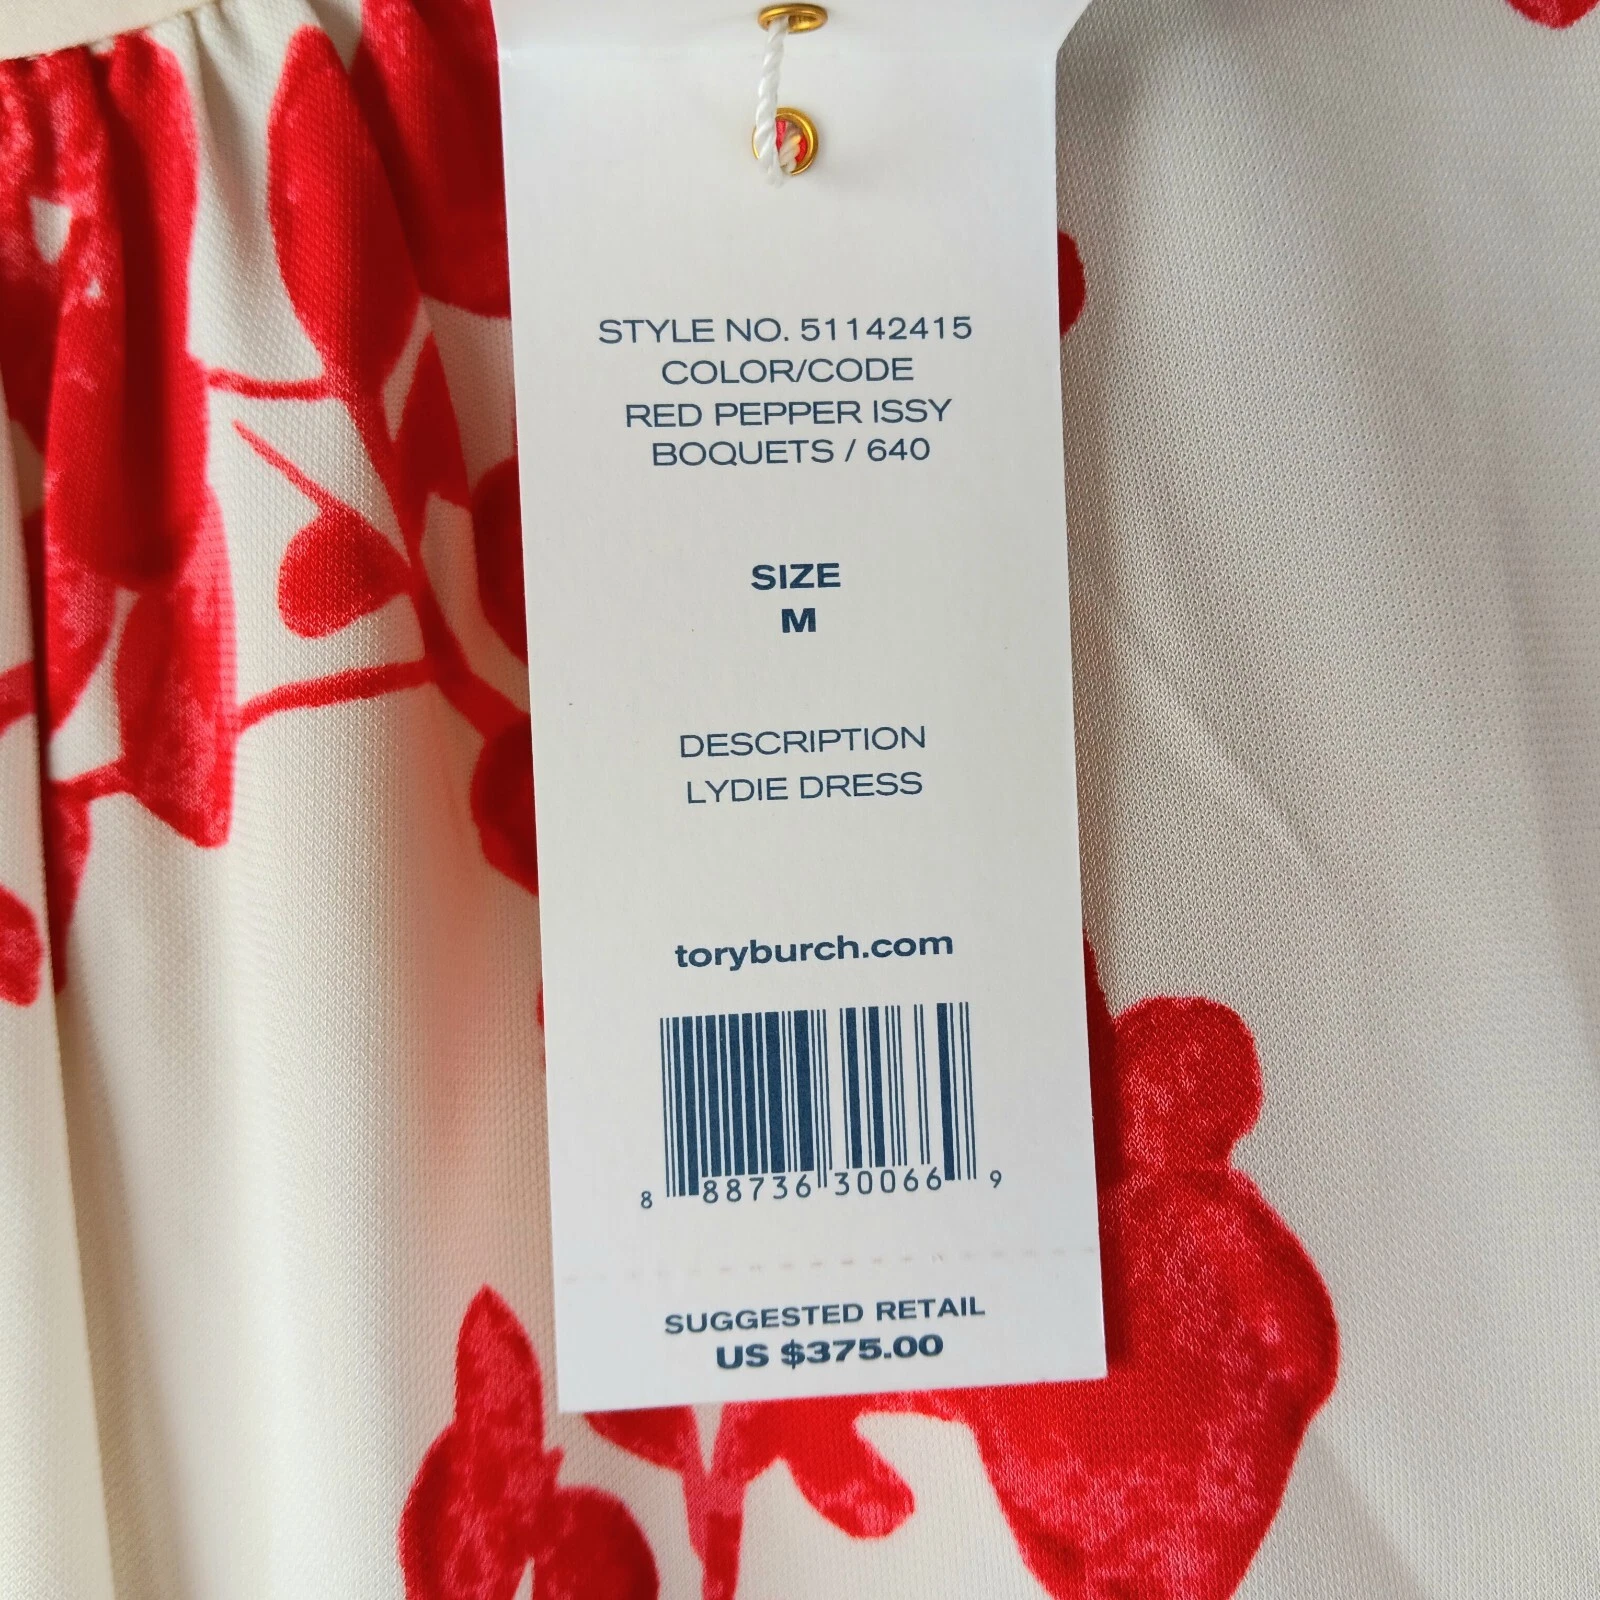 STYLE NO. 51142415
COLOR/CODE
RED PEPPER ISSY
BOQUETS / 640
SIZE
M
DESCRIPTION
LYDIE DRESS
toryburch.com
8 88736 30066 9
SUGGESTED RETAIL
US $375.00